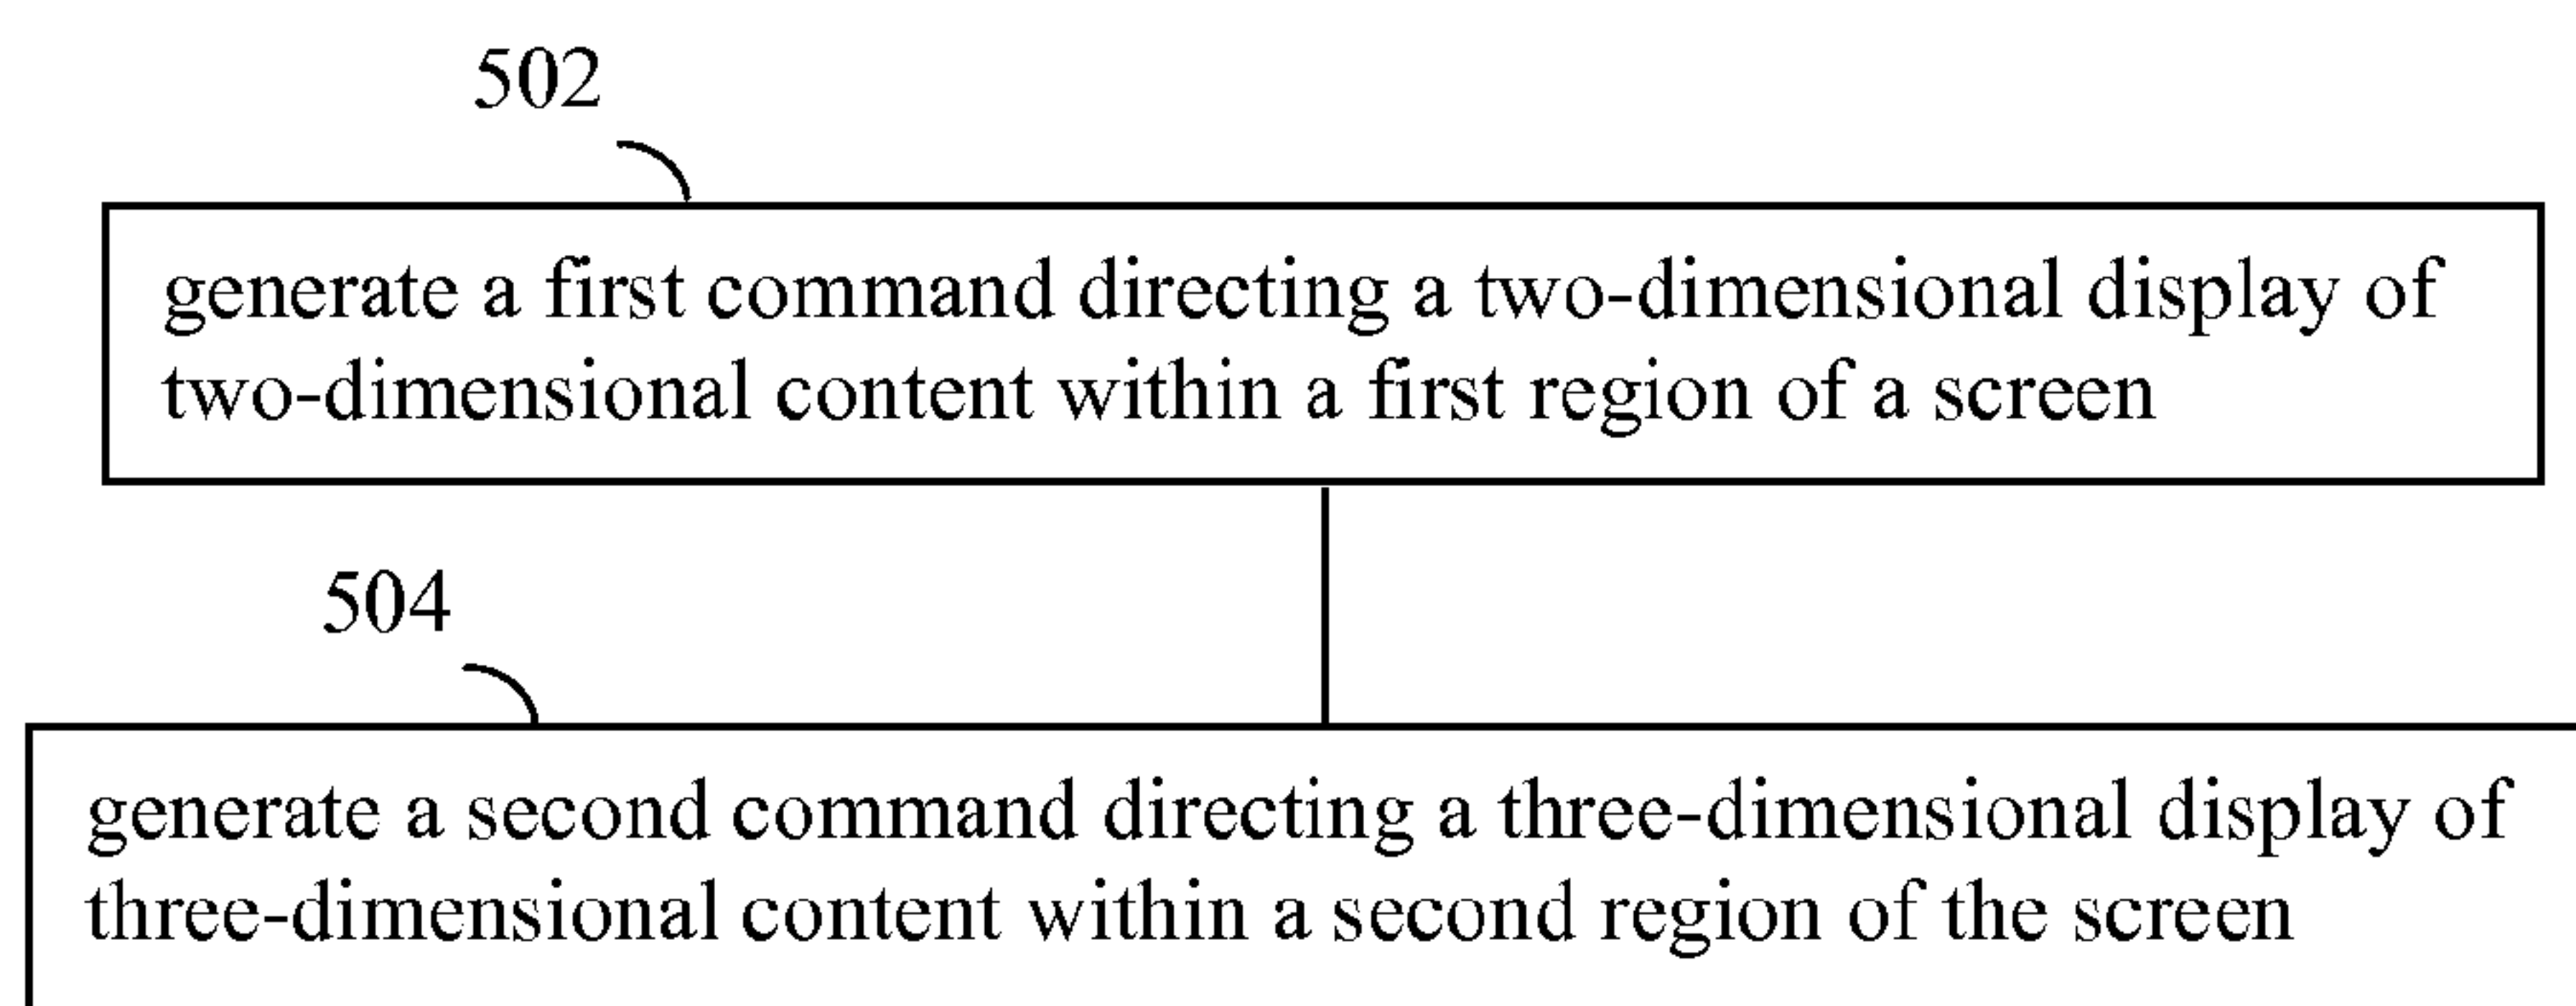 502
generate a first command directing a two-dimensional display of
two-dimensional content within a first region of a screen
504
generate a second command directing a three-dimensional display of
three-dimensional content within a second region of the screen